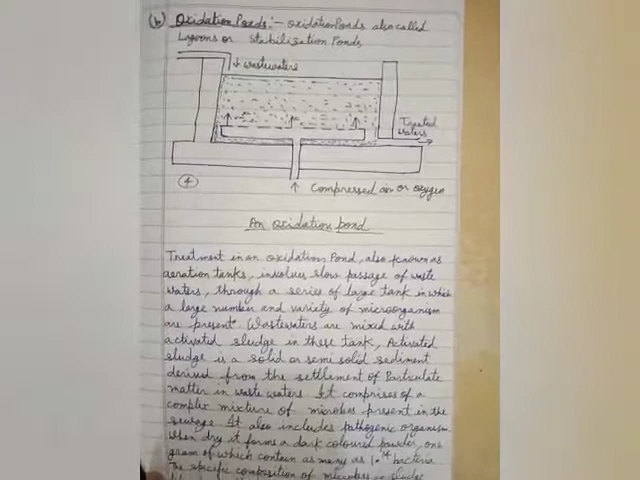 (b) Oxidation Ponds:- oxidation Ponds also called
Lagoons or Stabilization Ponds,
↓ wastewaters
Treated
waters
④
↑ Compressed air or oxygen
An oxidation pond
Treatment in an oxidation Pond, also known as
aeration tanks, involves slow passage of waste
waters, through a series of large tank in which
a large number and variety of microorganism
are present. Wastewaters are mixed with
activated sludge in these tank, Activated
sludge is a solid or semi solid sediment
derived from the settlement of Particulate
matter in waste waters. It comprises of a
complex mixture of microbes present in the
sewage. It also includes pathogenic organism
When dry it forms a dark coloured powder, one
gram of which contain as many as 10¹⁴ bacteria
The specific composition of microbes in sludge